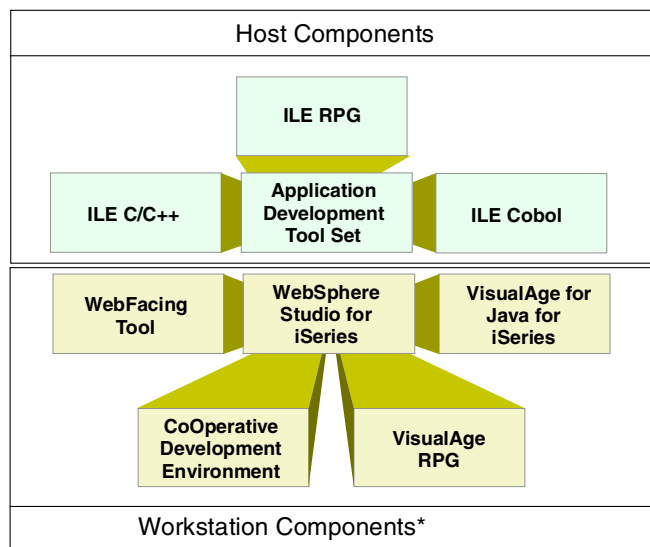 Host Components
ILE RPG
ILE C/C++
Application
Development
Tool Set
ILE Cobol
WebFacing
Tool
WebSphere
Studio for
iSeries
VisualAge for
Java for
iSeries
CoOperative
Development
Environment
VisualAge
RPG
Workstation Components*